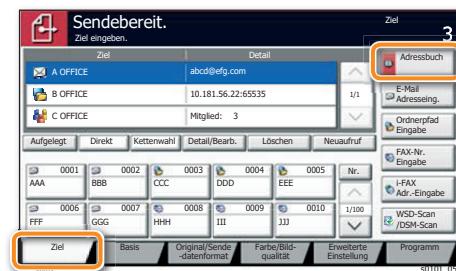 Sendebereit.
Ziel eingeben.
Ziel
3
Ziel Detail
A OFFICE abcd@efg.com
B OFFICE 10.181.56.22:65535
C OFFICE Mitglied: 3
1/1
Aufgelegt Direkt Kettenwahl Detail/Bearb. Löschen Neuaufruf
0001 0002 0003 0004 0005 Nr.
AAA BBB CCC DDD EEE
0006 0007 0008 0009 0010 1/100
FFF GGG HHH III JJJ
Adressbuch
E-Mail
Adresseing.
Ordnerpfad
Eingabe
FAX-Nr.
Eingabe
i-FAX
Adr.-Eingabe
WSD-Scan
/DSM-Scan
Ziel Basis Original/Sende
-datenformat Farbe/Bild-
qualität Erweiterte
Einstellung Programm
s0101_05